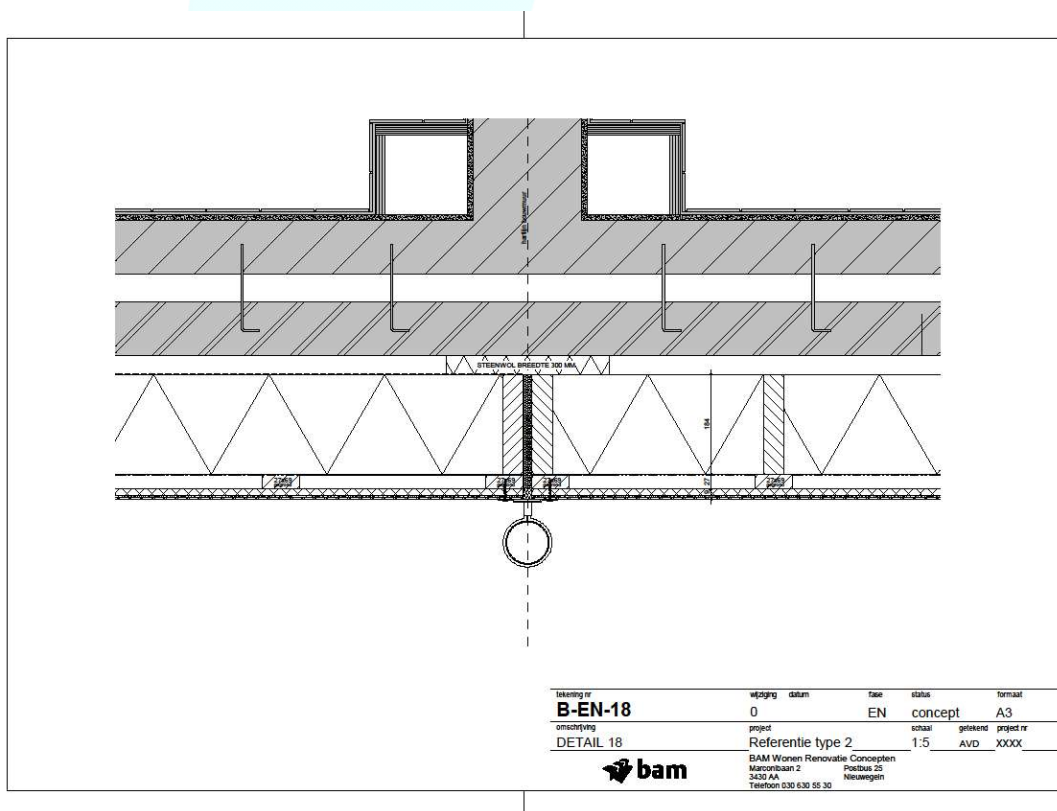 hartlijn bouwmuur
STEENWOL BREEDTE 300 MM.
184
27
tekening nr
B-EN-18
wijziging datum
0
fase
EN
status
concept
formaat
A3
omschrijving
DETAIL 18
project
Referentie type 2
schaal
1:5
getekend
AVD
project nr
XXXX
bam
BAM Wonen Renovatie Concepten
Marconibaan 2 Postbus 25
3430 AA Nieuwegein
Telefoon 030 630 55 30